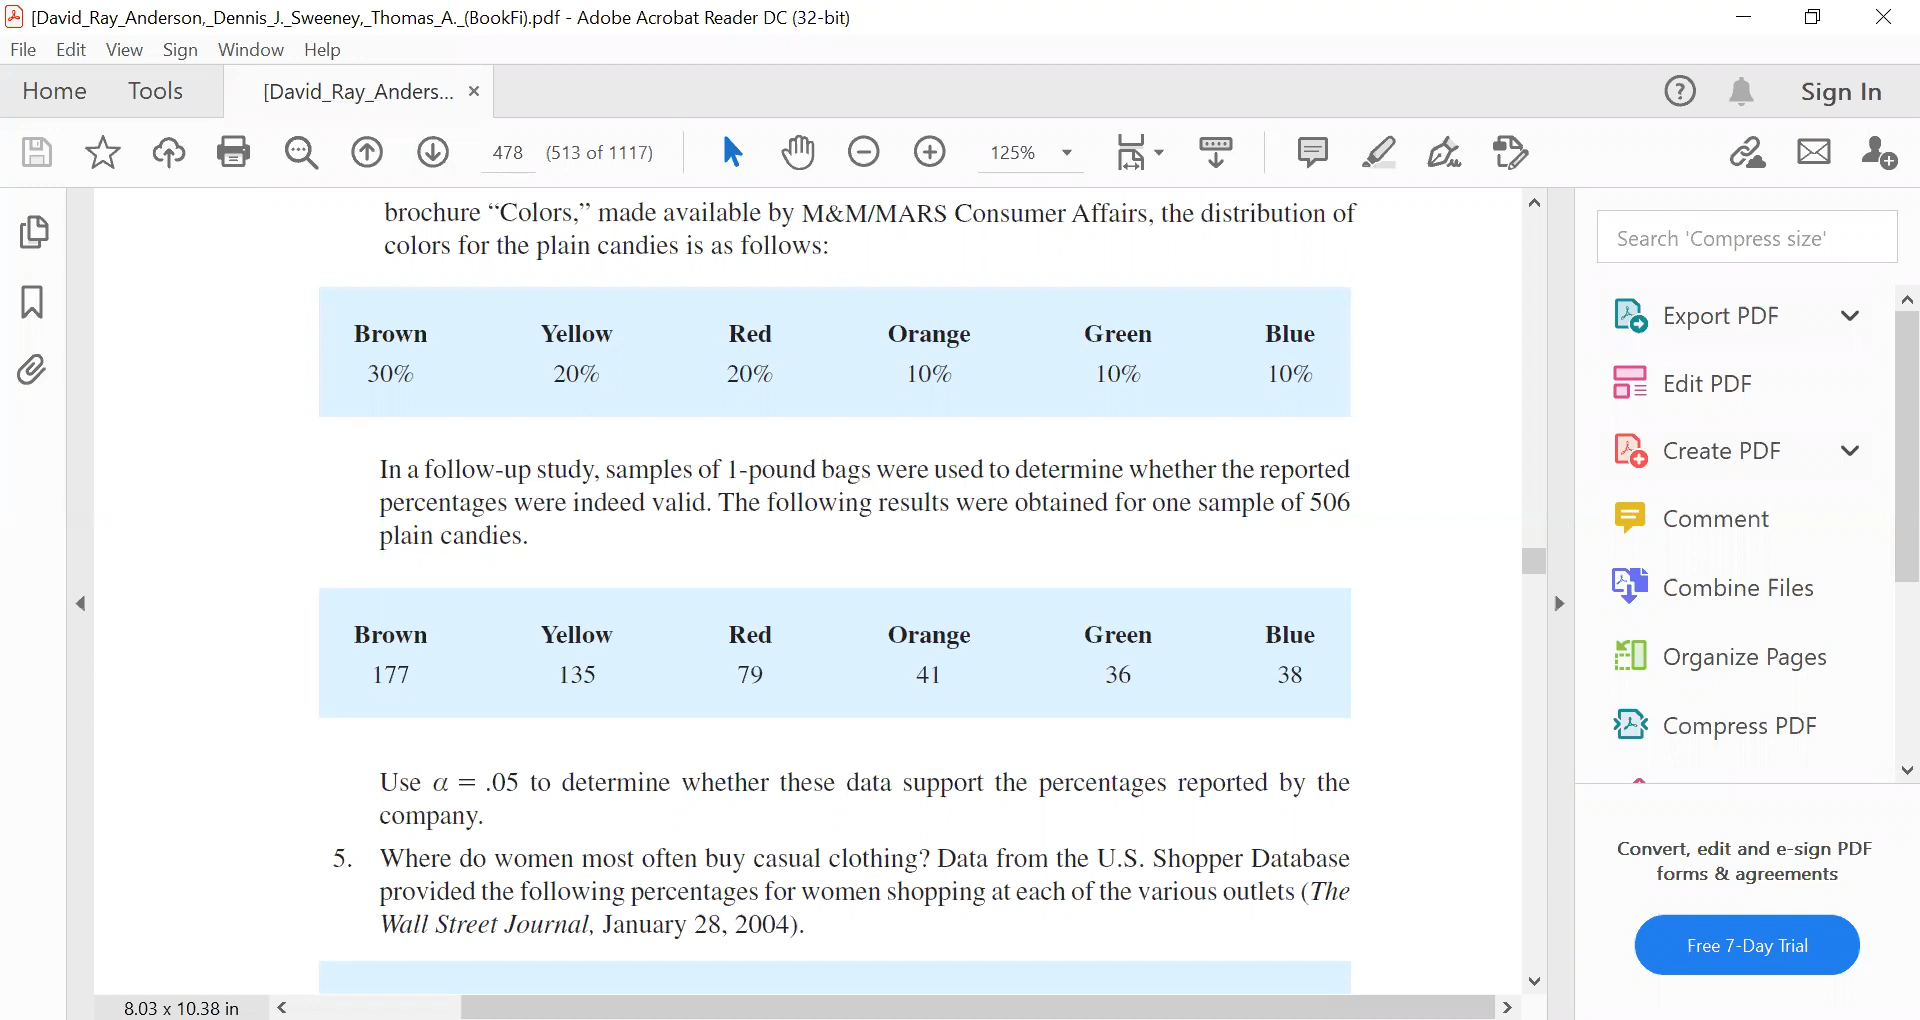 [David_Ray_Anderson,_Dennis_J._Sweeney,_Thomas_A._(BookFi).pdf - Adobe Acrobat Reader DC (32-bit)
File Edit View Sign Window Help
Home Tools [David_Ray_Anders... × Sign In
478 (513 of 1117) 125%
brochure “Colors,” made available by M&M/MARS Consumer Affairs, the distribution of
colors for the plain candies is as follows:
Brown Yellow Red Orange Green Blue
30% 20% 20% 10% 10% 10%
In a follow-up study, samples of 1-pound bags were used to determine whether the reported
percentages were indeed valid. The following results were obtained for one sample of 506
plain candies.
Brown Yellow Red Orange Green Blue
177 135 79 41 36 38
Use α = .05 to determine whether these data support the percentages reported by the
company.
5. Where do women most often buy casual clothing? Data from the U.S. Shopper Database
provided the following percentages for women shopping at each of the various outlets (The
Wall Street Journal, January 28, 2004).
8.03 x 10.38 in
Search 'Compress size'
Export PDF
Edit PDF
Create PDF
Comment
Combine Files
Organize Pages
Compress PDF
Convert, edit and e-sign PDF
forms & agreements
Free 7-Day Trial